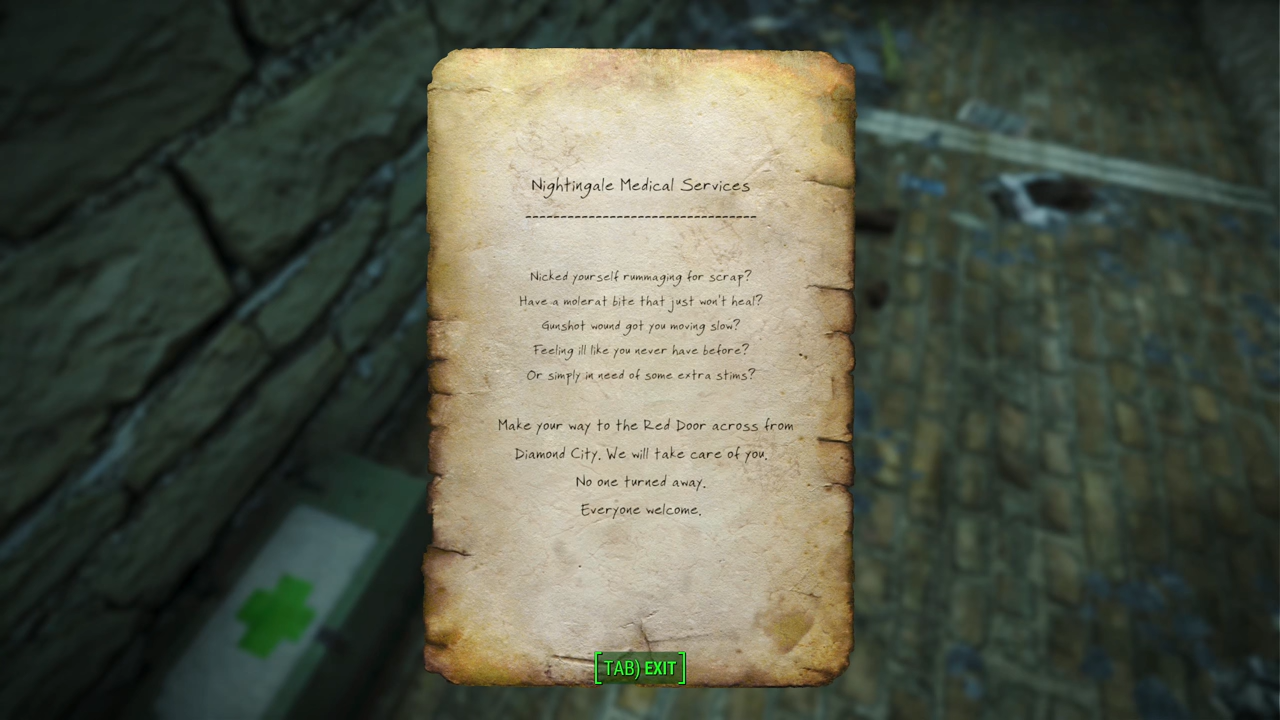 Nightingale Medical Services
---------------------------------
Nicked yourself rummaging for scrap?
Have a molerat bite that just won't heal?
Gunshot wound got you moving slow?
Feeling ill like you never have before?
Or simply in need of some extra stims?
Make your way to the Red Door across from
Diamond City. We will take care of you.
No one turned away.
Everyone welcome.
TAB) EXIT